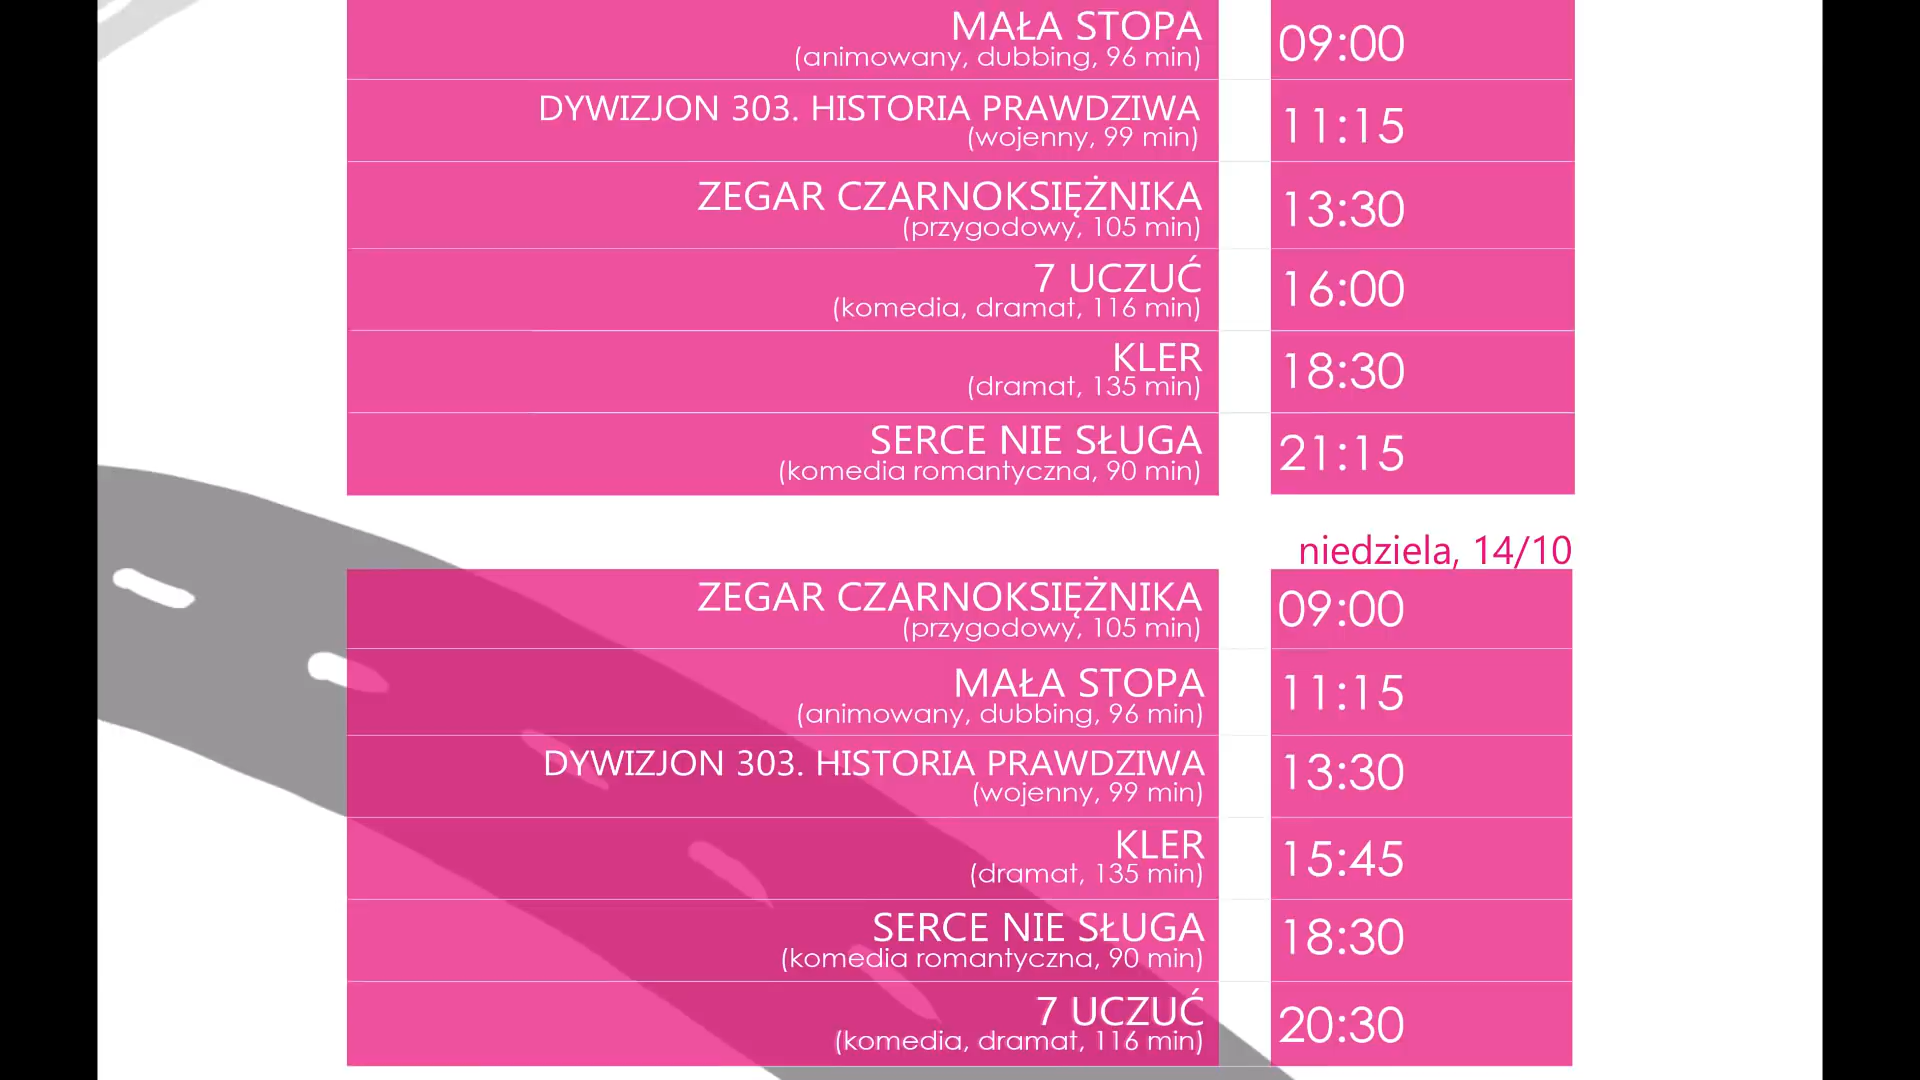 MAŁA STOPA
(animowany, dubbing, 96 min)
09:00
DYWIZJON 303. HISTORIA PRAWDZIWA
(wojenny, 99 min)
11:15
ZEGAR CZARNOKSIĘŻNIKA
(przygodowy, 105 min)
13:30
7 UCZUĆ
(komedia, dramat, 116 min)
16:00
KLER
(dramat, 135 min)
18:30
SERCE NIE SŁUGA
(komedia romantyczna, 90 min)
21:15
niedziela, 14/10
ZEGAR CZARNOKSIĘŻNIKA
(przygodowy, 105 min)
09:00
MAŁA STOPA
(animowany, dubbing, 96 min)
11:15
DYWIZJON 303. HISTORIA PRAWDZIWA
(wojenny, 99 min)
13:30
KLER
(dramat, 135 min)
15:45
SERCE NIE SŁUGA
(komedia romantyczna, 90 min)
18:30
7 UCZUĆ
(komedia, dramat, 116 min)
20:30